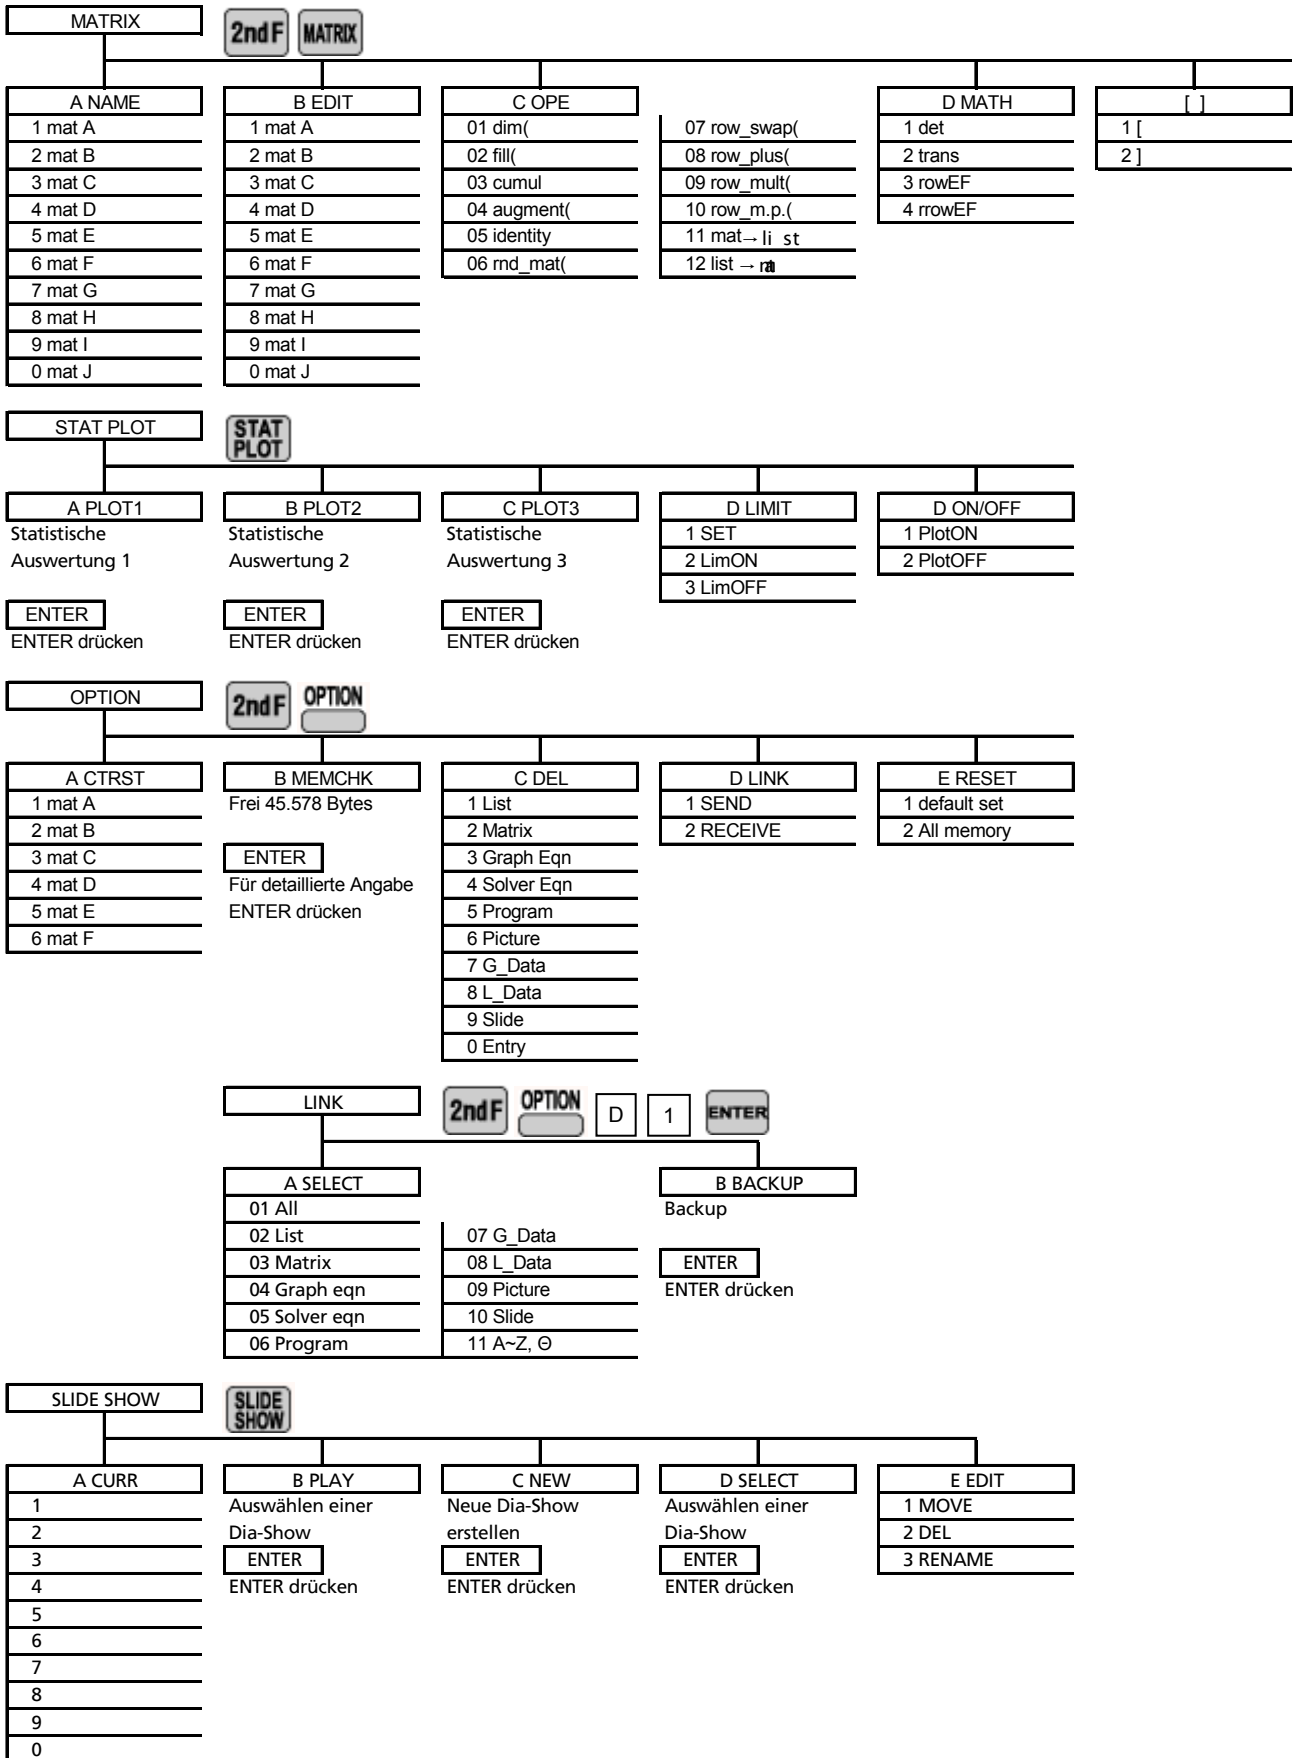 MATRIX
2nd F MATRIX
A NAME
1 mat A
2 mat B
3 mat C
4 mat D
5 mat E
6 mat F
7 mat G
8 mat H
9 mat I
0 mat J
B EDIT
1 mat A
2 mat B
3 mat C
4 mat D
5 mat E
6 mat F
7 mat G
8 mat H
9 mat I
0 mat J
C OPE
01 dim(
02 fill(
03 cumul
04 augment(
05 identity
06 rnd_mat(
07 row_swap(
08 row_plus(
09 row_mult(
10 row_m.p.(
11 mat→li st
12 list →
D MATH
1 det
2 trans
3 rowEF
4 rrowEF
[ ]
1 [
2 ]
STAT PLOT
STAT
PLOT
A PLOT1
Statistische
Auswertung 1
ENTER
ENTER drücken
B PLOT2
Statistische
Auswertung 2
ENTER
ENTER drücken
C PLOT3
Statistische
Auswertung 3
ENTER
ENTER drücken
D LIMIT
1 SET
2 LimON
3 LimOFF
D ON/OFF
1 PlotON
2 PlotOFF
OPTION
2nd F OPTION
A CTRST
1 mat A
2 mat B
3 mat C
4 mat D
5 mat E
6 mat F
B MEMCHK
Frei 45.578 Bytes
ENTER
Für detaillierte Angabe
ENTER drücken
C DEL
1 List
2 Matrix
3 Graph Eqn
4 Solver Eqn
5 Program
6 Picture
7 G_Data
8 L_Data
9 Slide
0 Entry
D LINK
1 SEND
2 RECEIVE
E RESET
1 default set
2 All memory
LINK
2nd F OPTION D 1 ENTER
A SELECT
01 All
02 List
03 Matrix
04 Graph eqn
05 Solver eqn
06 Program
07 G_Data
08 L_Data
09 Picture
10 Slide
11 A~Z, Θ
B BACKUP
Backup
ENTER
ENTER drücken
SLIDE SHOW
SLIDE
SHOW
A CURR
1
2
3
4
5
6
7
8
9
0
B PLAY
Auswählen einer
Dia-Show
ENTER
ENTER drücken
C NEW
Neue Dia-Show
erstellen
ENTER
ENTER drücken
D SELECT
Auswählen einer
Dia-Show
ENTER
ENTER drücken
E EDIT
1 MOVE
2 DEL
3 RENAME